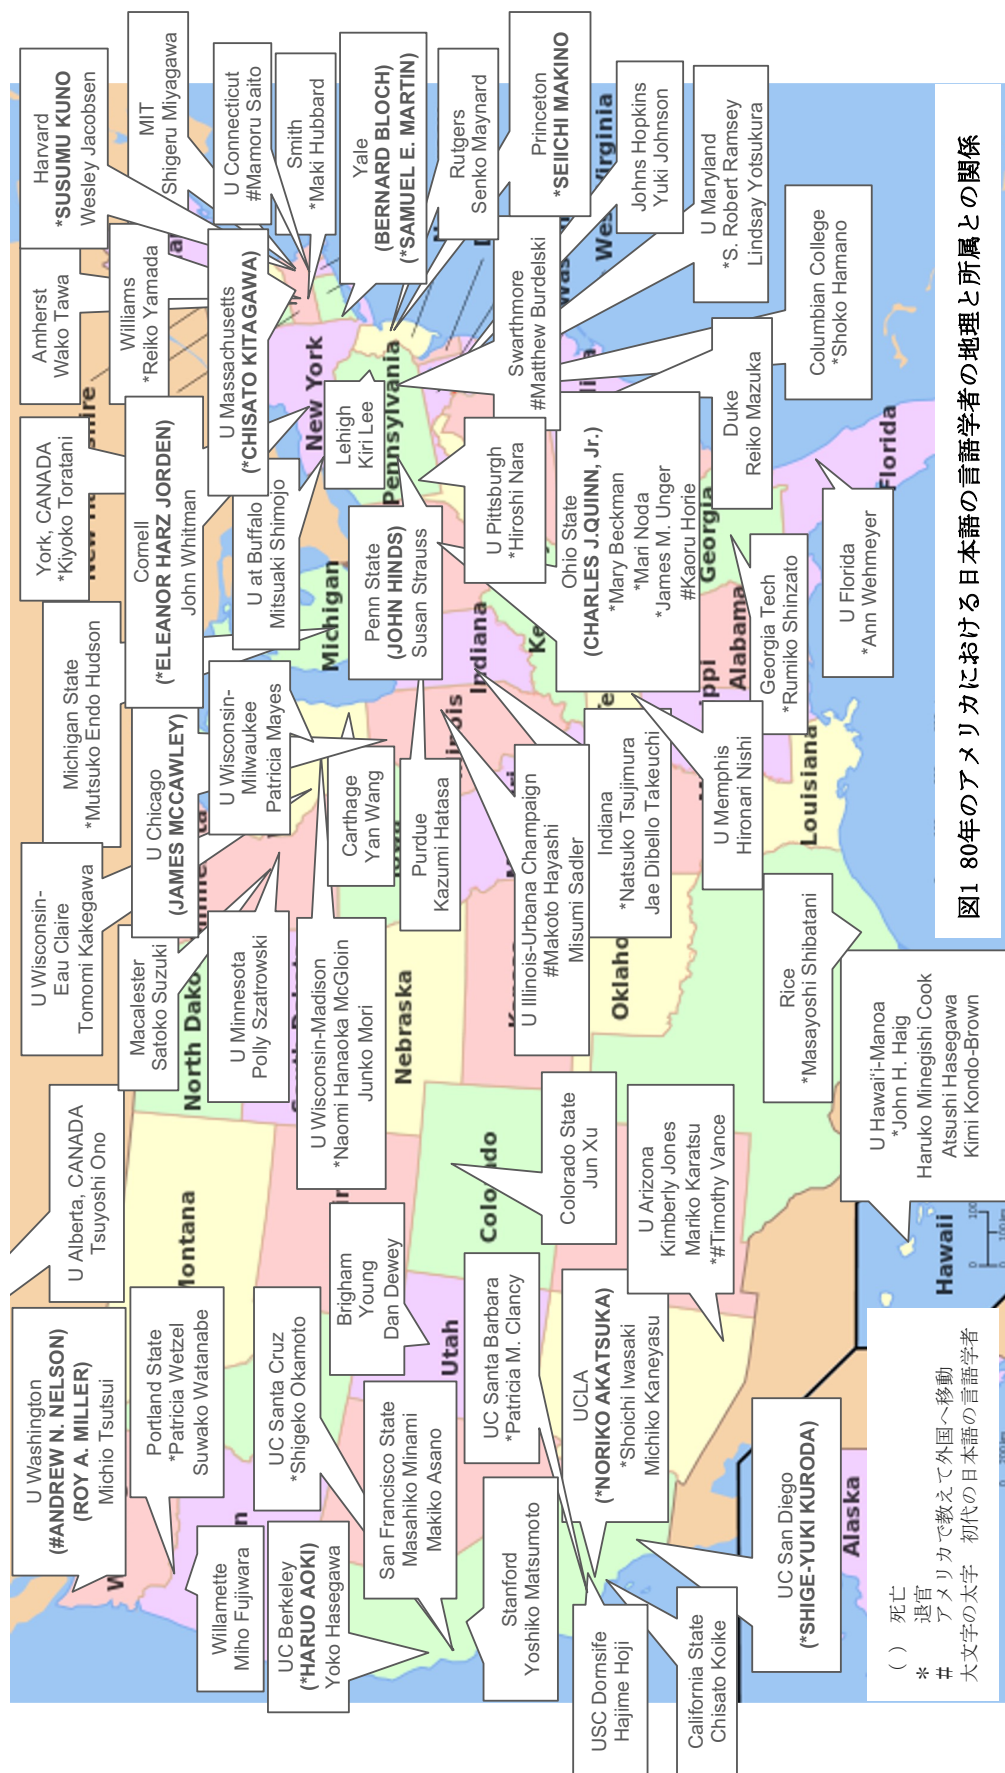 図1 80年のアメリカにおける日本語の言語学者の地理と所属との関係
U Washington
(#ANDREW N. NELSON)
(ROY A. MILLER)
Michio Tsutsui
U Alberta, CANADA
Tsuyoshi Ono
U Wisconsin-
Eau Claire
Tomomi Kakegawa
Michigan State
*Mutsuko Endo Hudson
York, CANADA
*Kiyoko Toratani
Amherst
Wako Tawa
Harvard
*SUSUMU KUNO
Wesley Jacobsen
Portland State
*Patricia Wetzel
Suwako Watanabe
Macalester
Satoko Suzuki
U Chicago
(JAMES MCCAWLEY)
Cornell
(*ELEANOR HARZ JORDEN)
John Whitman
Williams
*Reiko Yamada
MIT
Shigeru Miyagawa
Willamette
Miho Fujiwara
UC Santa Cruz
*Shigeko Okamoto
U Minnesota
Polly Szatrowski
U Wisconsin-
Milwaukee
Patricia Mayes
U at Buffalo
Mitsuaki Shimojo
U Massachusetts
(*CHISATO KITAGAWA)
U Connecticut
#Mamoru Saito
Smith
*Maki Hubbard
UC Berkeley
(*HARUO AOKI)
Yoko Hasegawa
Brigham
Young
Dan Dewey
U Wisconsin-Madison
*Naomi Hanaoka McGloin
Junko Mori
Carthage
Yan Wang
Penn State
(JOHN HINDS)
Susan Strauss
Lehigh
Kiri Lee
Yale
(BERNARD BLOCH)
(*SAMUEL E. MARTIN)
San Francisco State
Masahiko Minami
Makiko Asano
Purdue
Kazumi Hatasa
Rutgers
Senko Maynard
Stanford
Yoshiko Matsumoto
UC Santa Barbara
*Patricia M. Clancy
U Illinois-Urbana Champaign
#Makoto Hayashi
Misumi Sadler
U Pittsburgh
*Hiroshi Nara
Swarthmore
#Matthew Burdelski
Princeton
*SEIICHI MAKINO
USC Dornsife
Hajime Hoji
UCLA
(*NORIKO AKATSUKA)
*Shoichi Iwasaki
Michiko Kaneyasu
Colorado State
Jun Xu
Indiana
*Natsuko Tsujimura
Jae Dibello Takeuchi
Ohio State
(CHARLES J.QUINN, Jr.)
*Mary Beckman
*Mari Noda
*James M. Unger
#Kaoru Horie
Johns Hopkins
Yuki Johnson
California State
Chisato Koike
U Arizona
Kimberly Jones
Mariko Karatsu
*#Timothy Vance
U Memphis
Hironari Nishi
Duke
Reiko Mazuka
U Maryland
*S. Robert Ramsey
Lindsay Yotsukura
UC San Diego
(*SHIGE-YUKI KURODA)
Rice
*Masayoshi Shibatani
Georgia Tech
*Rumiko Shinzato
U Florida
*Ann Wehmeyer
Columbian College
*Shoko Hamano
U Hawai'i-Manoa
*John H. Haig
Haruko Minegishi Cook
Atsushi Hasegawa
Kimi Kondo-Brown
North Dako
Nebraska
Utah
Oklaho
Louisiana
Michigan
Indiana
New York
Pennsylvania
Georgia
Alabama
Florida
Alaska
Hawaii
( ) 死亡
* 退官
# アメリカで教えて外国へ移動
大文字の太字 初代の日本語の言語学者